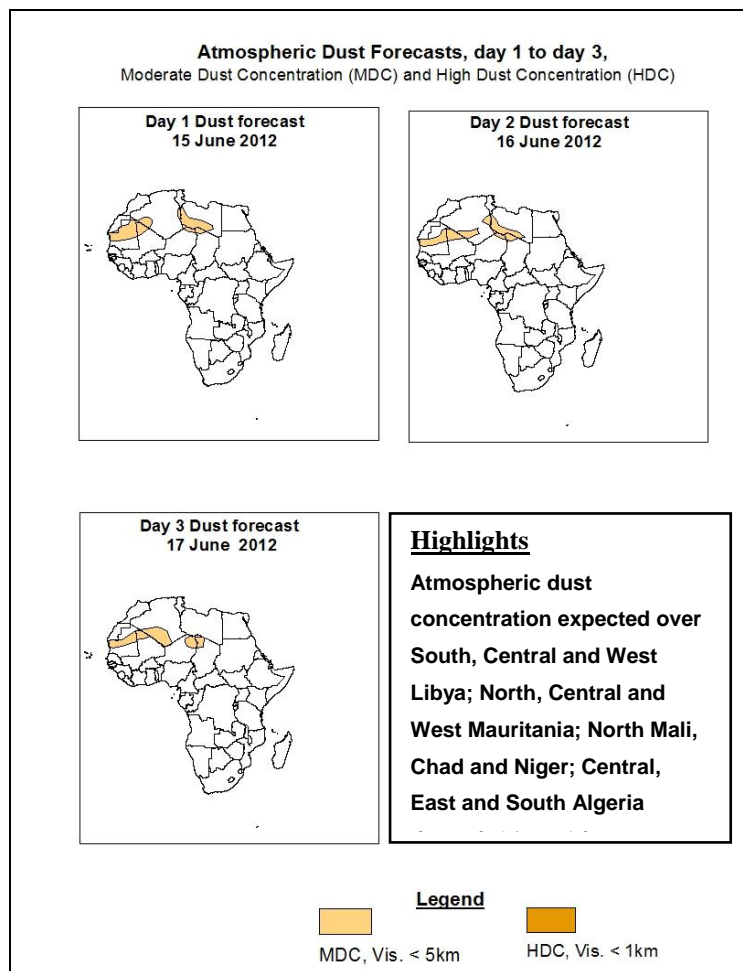 Atmospheric Dust Forecasts, day 1 to day 3,
Moderate Dust Concentration (MDC) and High Dust Concentration (HDC)
Day 1 Dust forecast
15 June 2012
Day 2 Dust forecast
16 June 2012
Day 3 Dust forecast
17 June 2012
Highlights
Atmospheric dust
concentration expected over
South, Central and West
Libya; North, Central and
West Mauritania; North Mali,
Chad and Niger; Central,
East and South Algeria
Legend
MDC, Vis. < 5km
HDC, Vis. < 1km